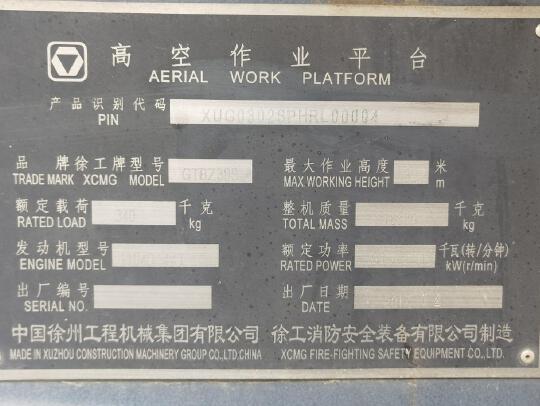 高空作业平台
AERIAL WORK PLATFORM
产品识别代码
PIN
品 牌 徐工牌 型号
TRADE MARK XCMG MODEL
最大作业高度 米
MAX WORKING HEIGHT m
额定载荷 340 千克
RATED LOAD kg
整机质量 千克
TOTAL MASS kg
发动机型号
ENGINE MODEL
额定功率 千瓦(转/分钟)
RATED POWER kW(r/min)
出厂编号
SERIAL NO.
出厂日期
DATE
中国徐州工程机械集团有限公司 徐工消防安全装备有限公司制造
MADE IN XUZHOU CONSTRUCTION MACHINERY GROUP CO.,LTD.CHINA XCMG FIRE-FIGHTING SAFETY EQUIPMENT CO.,LTD.